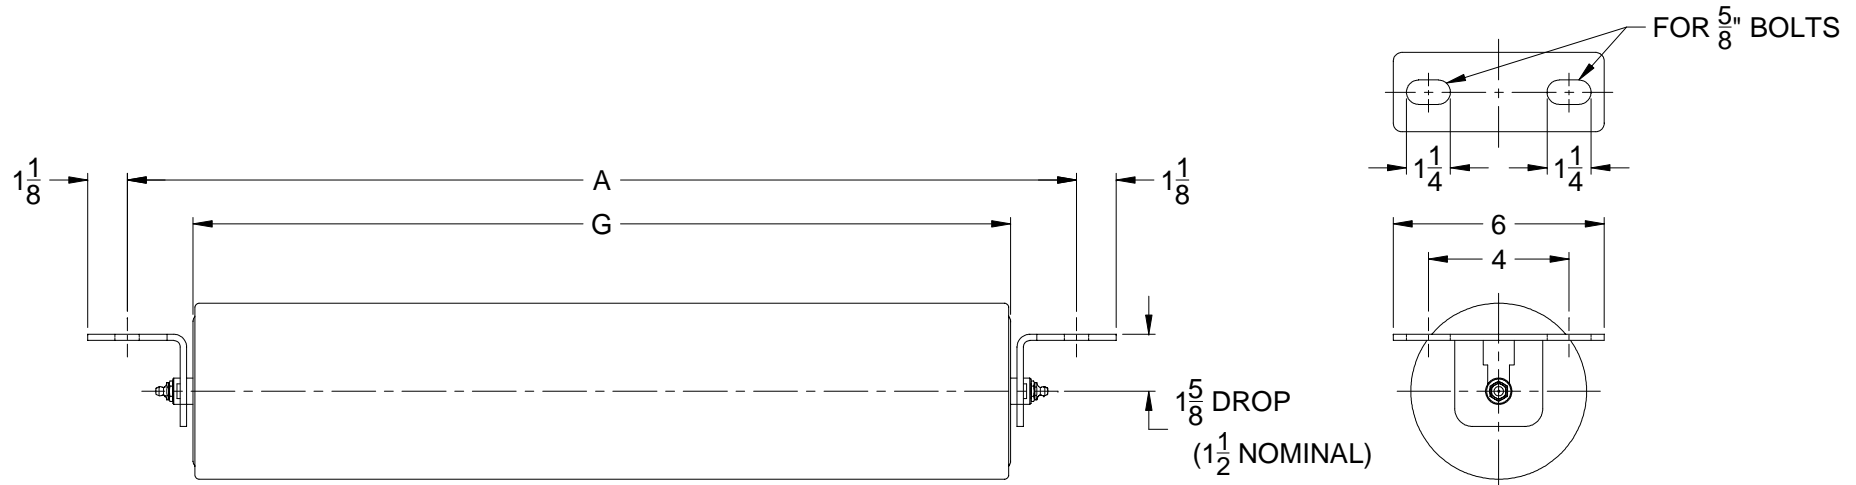 FOR 5/8" BOLTS
1 1/8 A 1 1/8
1 1/4 1 1/4
G
6
4
1 5/8 DROP
(1 1/2 NOMINAL)